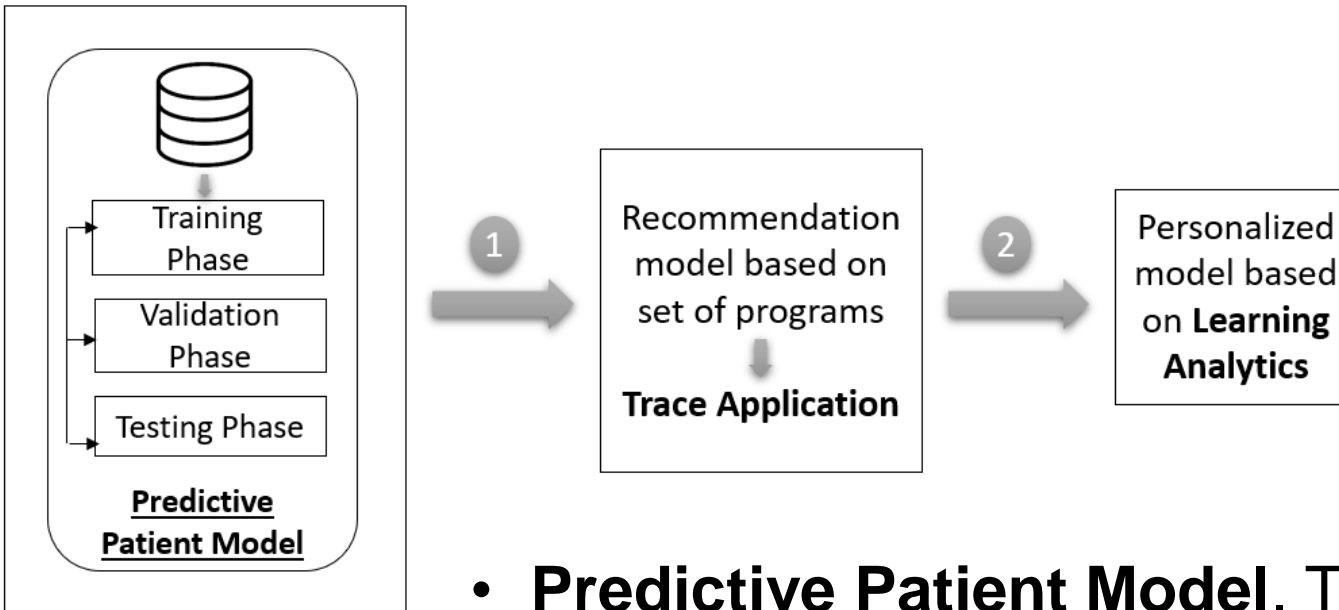 Training
Phase
Validation
Phase
Testing Phase
Predictive
Patient Model
1
Recommendation
model based on
set of programs
Trace Application
2
Personalized
model based
on Learning
Analytics
• Predictive Patient Model. T